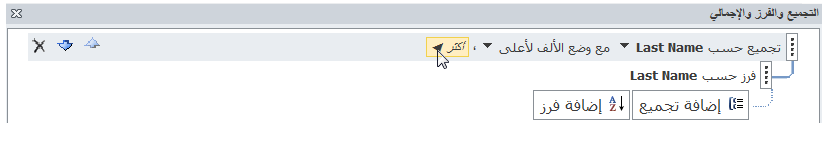 التجميع والفرز والإجمالي
تجميع حسب Last Name مع وضع الألف لأعلى ، أكثر
فرز حسب Last Name
إضافة تجميع إضافة فرز